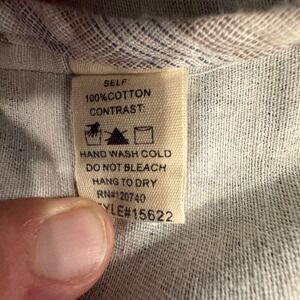 SELF
100%COTTON
CONTRAST:
HAND WASH COLD
DO NOT BLEACH
HANG TO DRY
RN#120740
YLE#15622